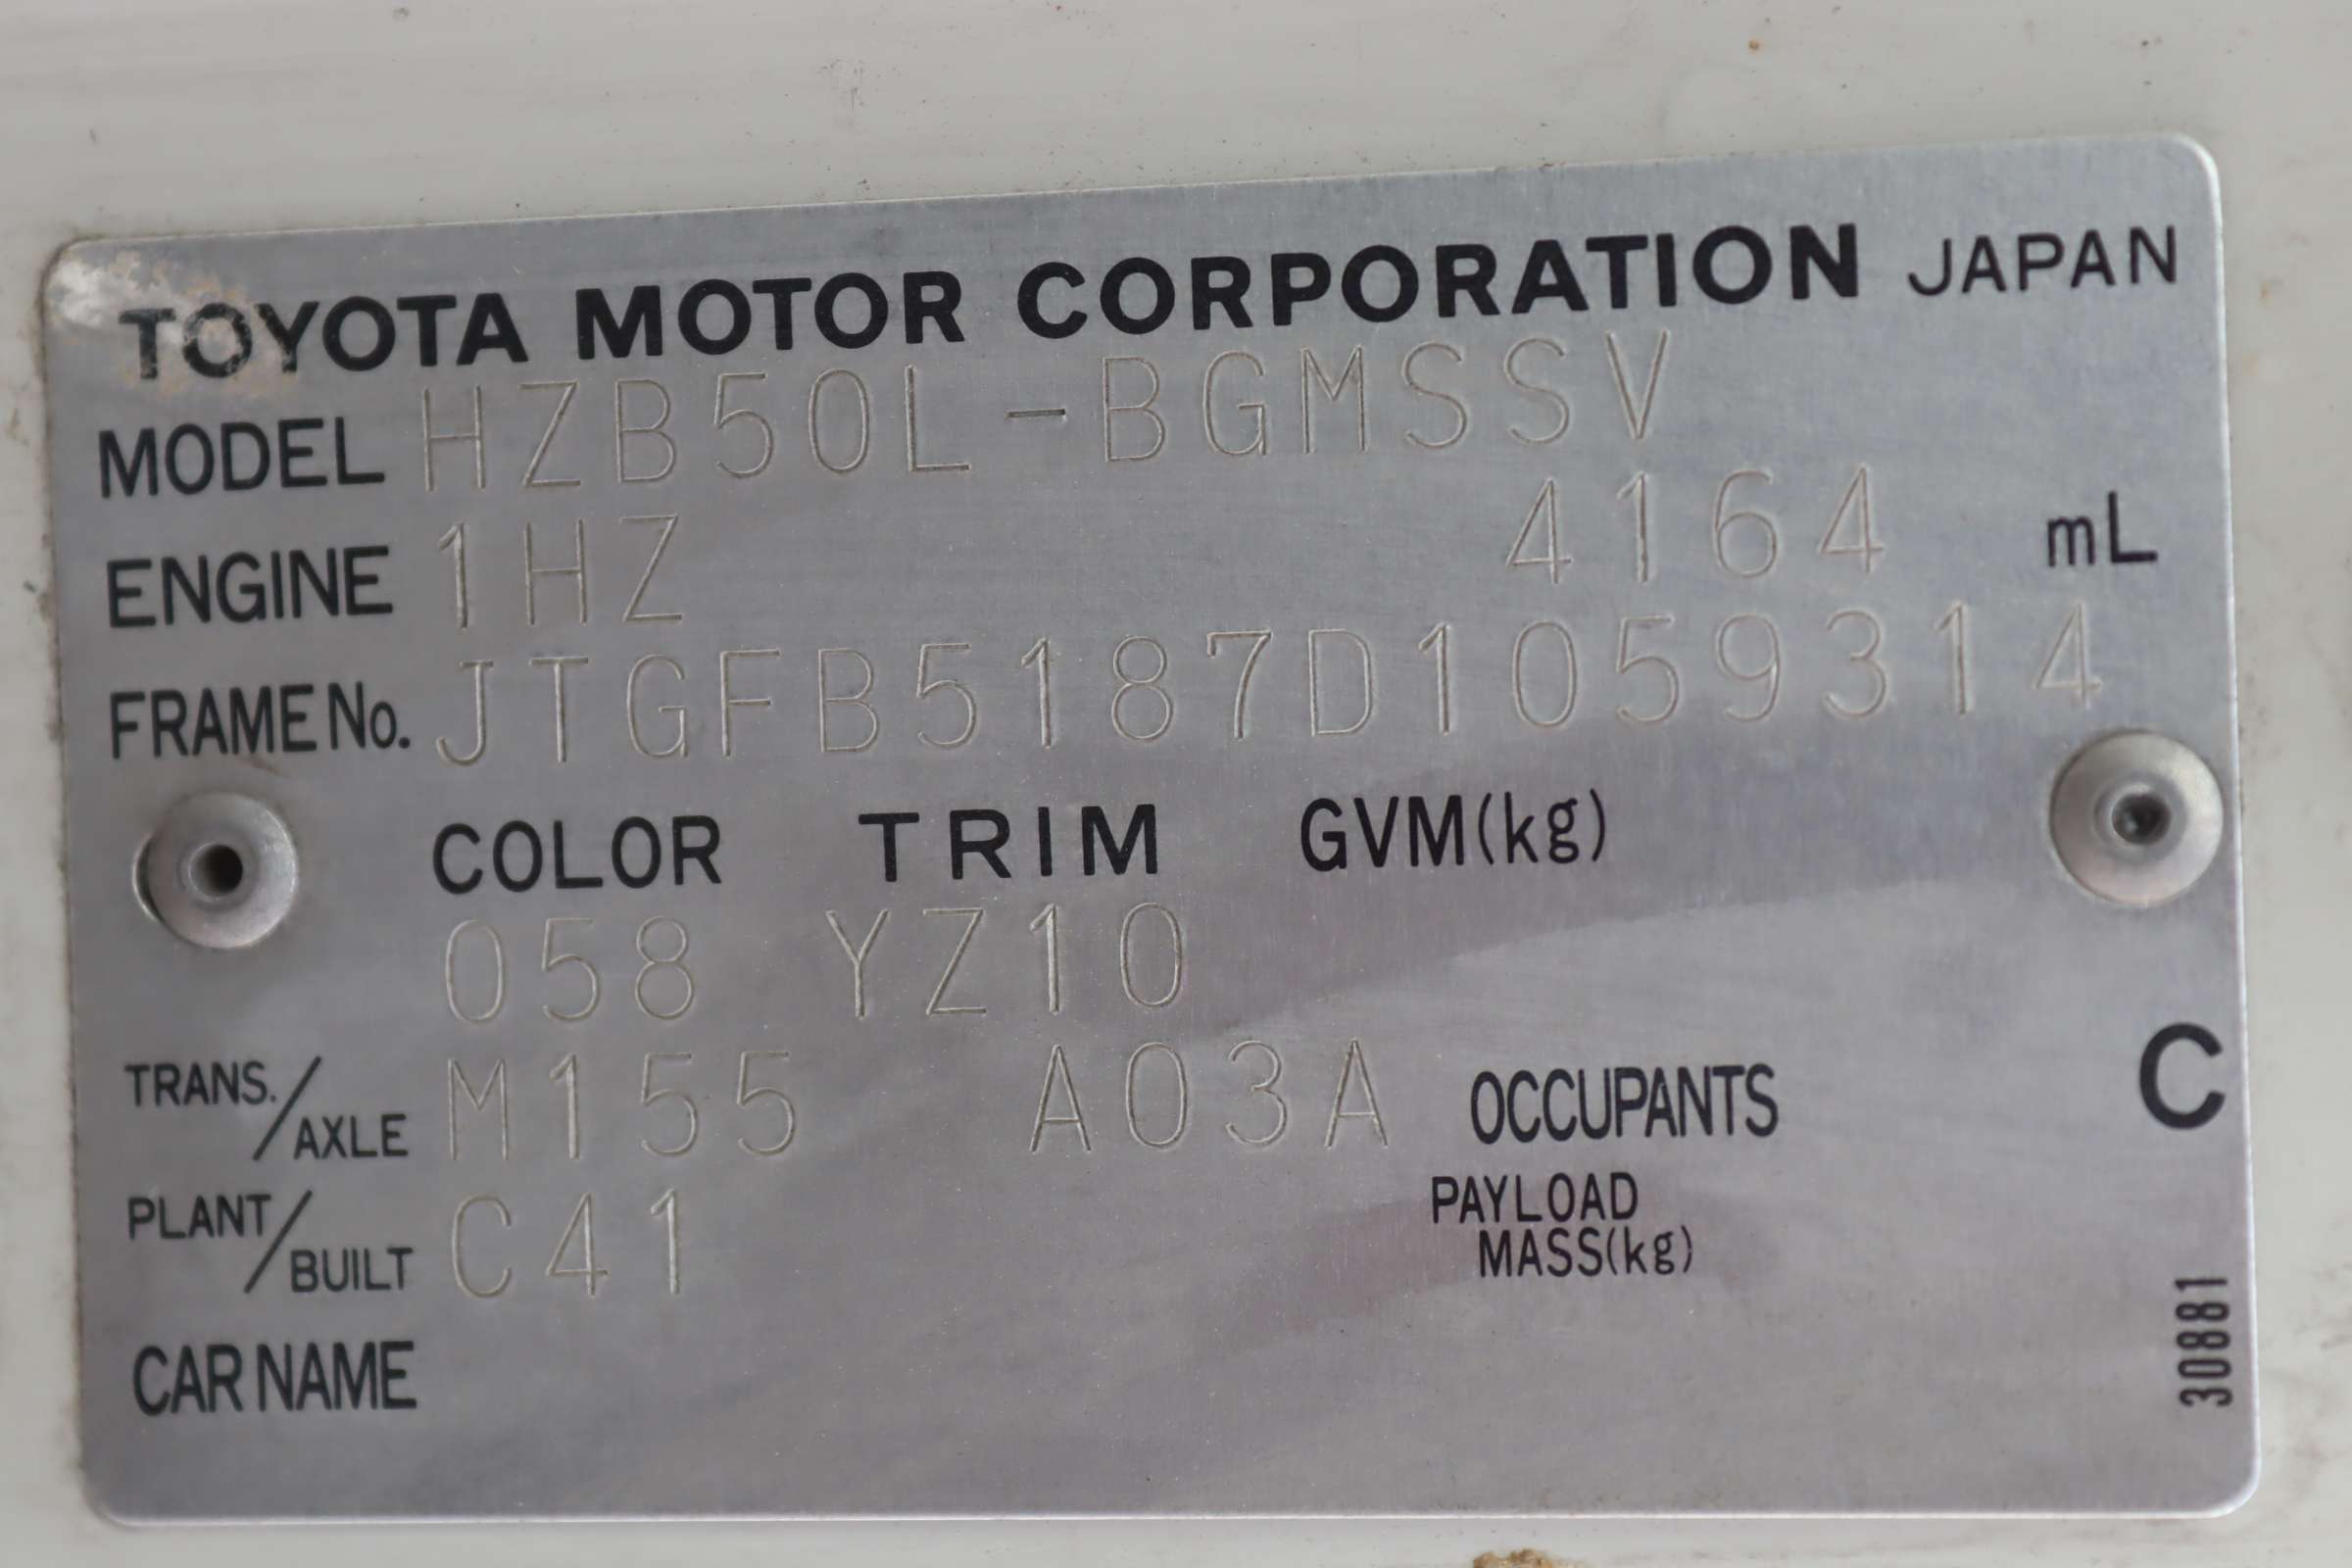 TOYOTA MOTOR CORPORATION JAPAN
MODEL HZB50L-BGMSSV
ENGINE 1HZ 4164 mL
FRAME No. JTGFB5187D1059314
COLOR TRIM GVM(kg)
058 YZ10
TRANS./AXLE M155 A03A OCCUPANTS
C
PLANT/BUILT C41
PAYLOAD
MASS(kg)
CAR NAME
30881